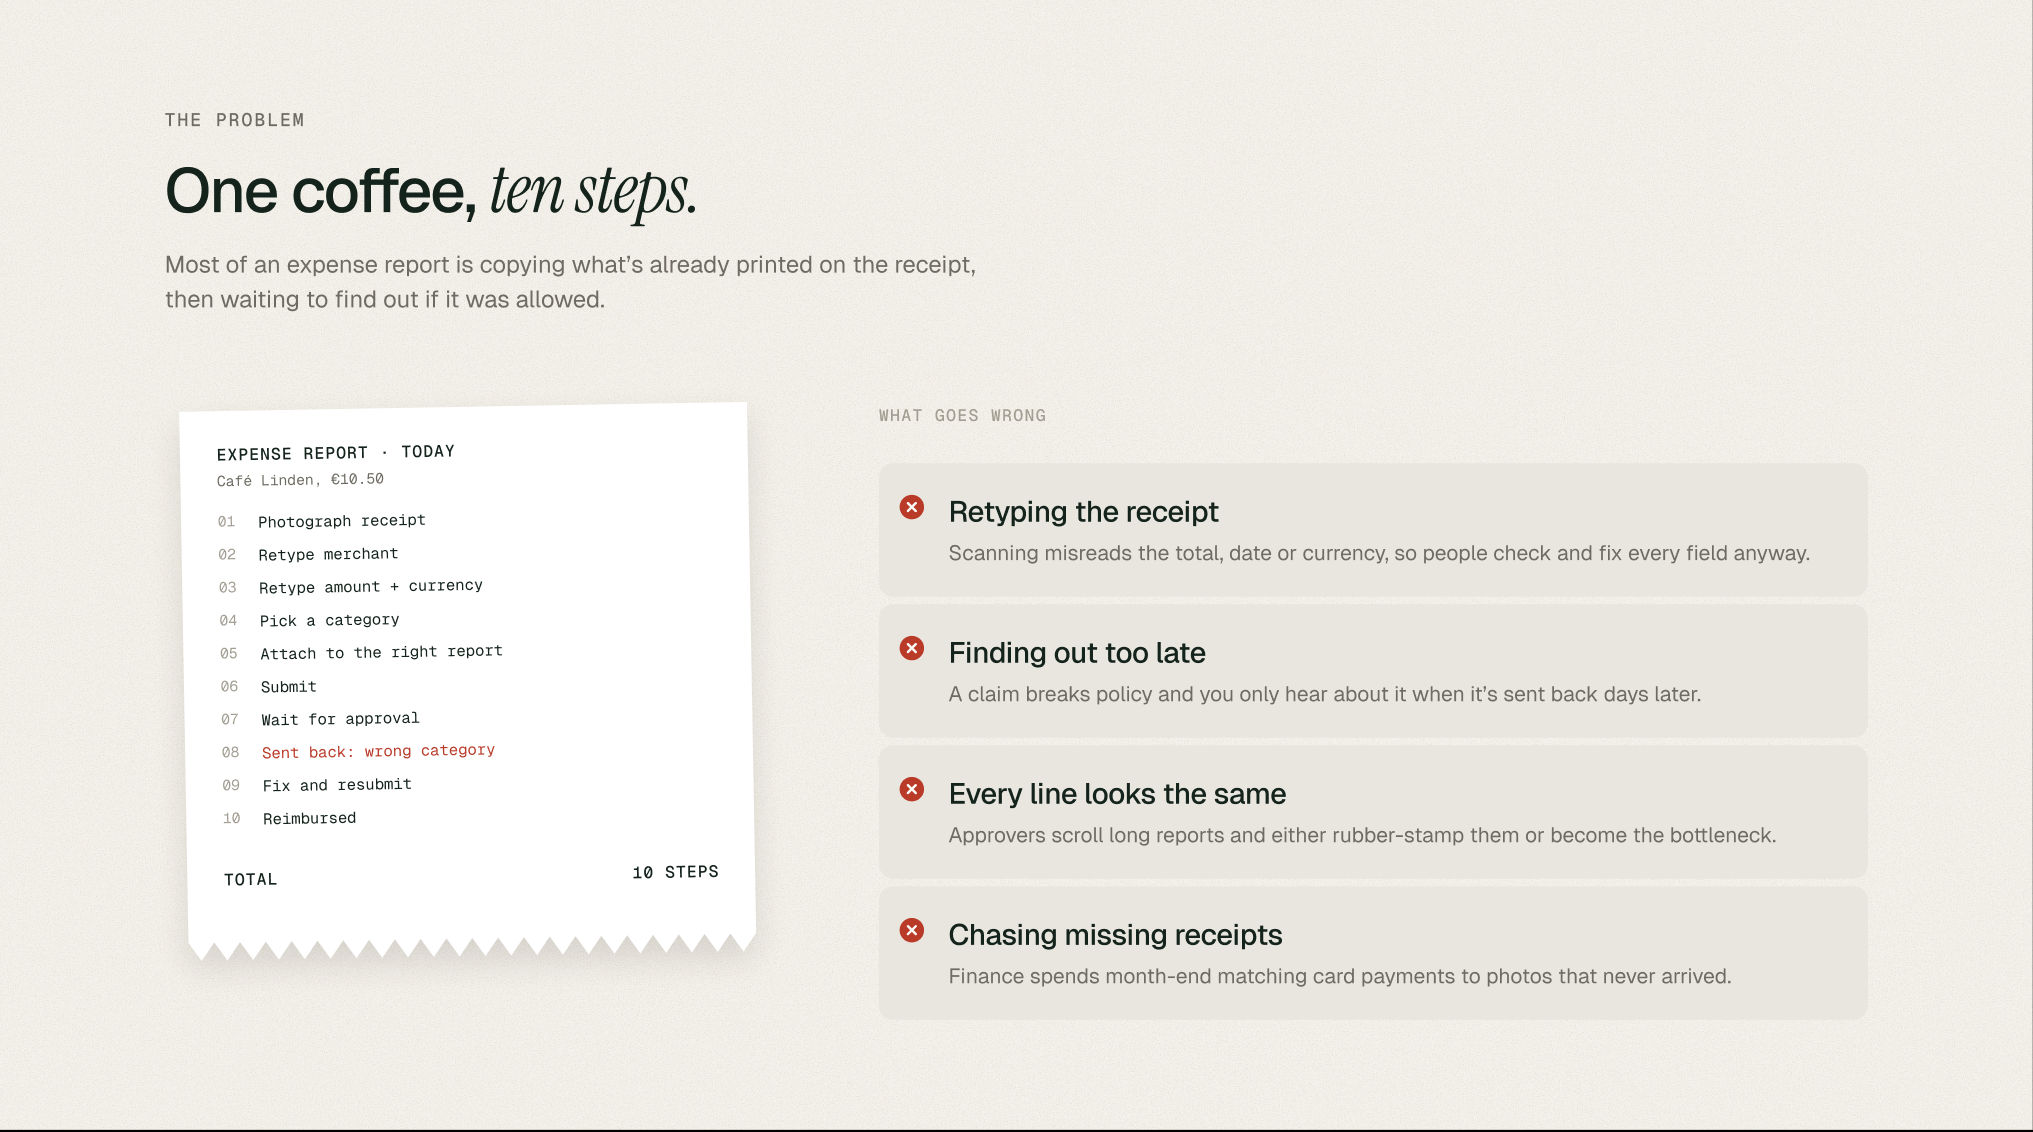 THE PROBLEM
One coffee, ten steps.
Most of an expense report is copying what’s already printed on the receipt,
then waiting to find out if it was allowed.
EXPENSE REPORT · TODAY
Café Linden, €10.50
01 Photograph receipt
02 Retype merchant
03 Retype amount + currency
04 Pick a category
05 Attach to the right report
06 Submit
07 Wait for approval
08 Sent back: wrong category
09 Fix and resubmit
10 Reimbursed
TOTAL 10 STEPS
WHAT GOES WRONG
Retyping the receipt
Scanning misreads the total, date or currency, so people check and fix every field anyway.
Finding out too late
A claim breaks policy and you only hear about it when it’s sent back days later.
Every line looks the same
Approvers scroll long reports and either rubber-stamp them or become the bottleneck.
Chasing missing receipts
Finance spends month-end matching card payments to photos that never arrived.